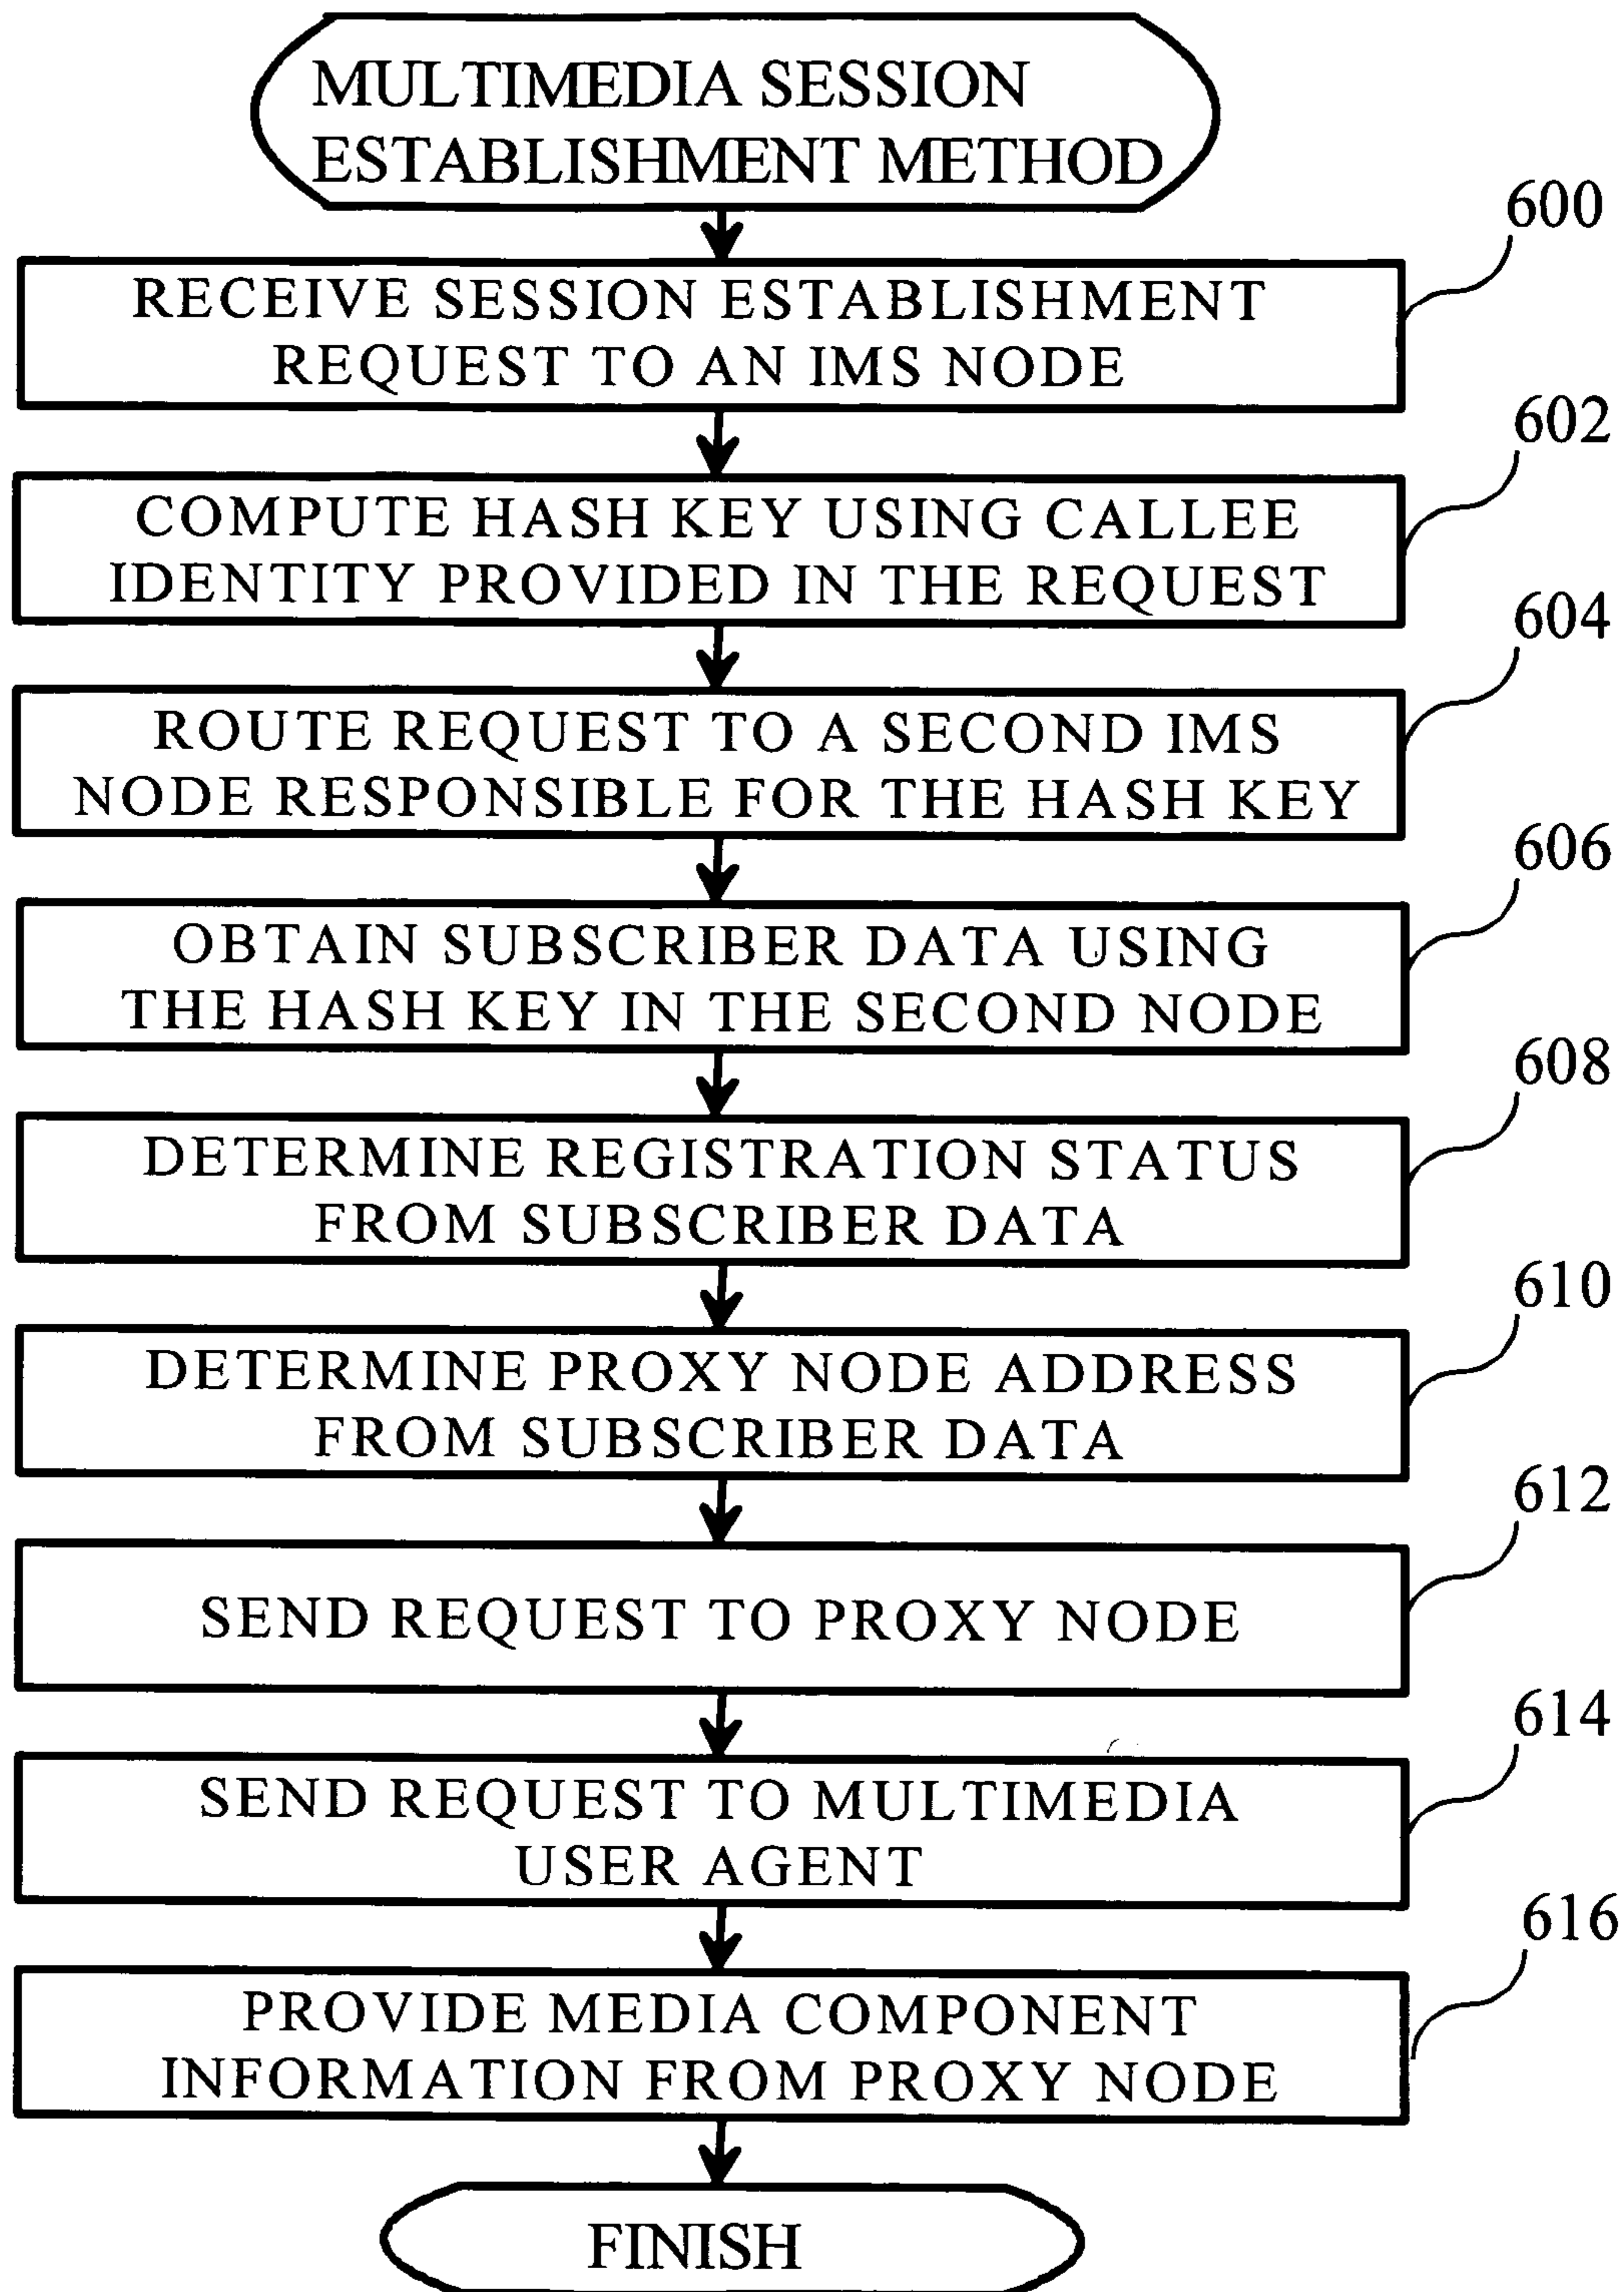 MULTIMEDIA SESSION
ESTABLISHMENT METHOD
600
RECEIVE SESSION ESTABLISHMENT
REQUEST TO AN IMS NODE
602
COMPUTE HASH KEY USING CALLEE
IDENTITY PROVIDED IN THE REQUEST
604
ROUTE REQUEST TO A SECOND IMS
NODE RESPONSIBLE FOR THE HASH KEY
606
OBTAIN SUBSCRIBER DATA USING
THE HASH KEY IN THE SECOND NODE
608
DETERMINE REGISTRATION STATUS
FROM SUBSCRIBER DATA
610
DETERMINE PROXY NODE ADDRESS
FROM SUBSCRIBER DATA
612
SEND REQUEST TO PROXY NODE
614
SEND REQUEST TO MULTIMEDIA
USER AGENT
616
PROVIDE MEDIA COMPONENT
INFORMATION FROM PROXY NODE
FINISH